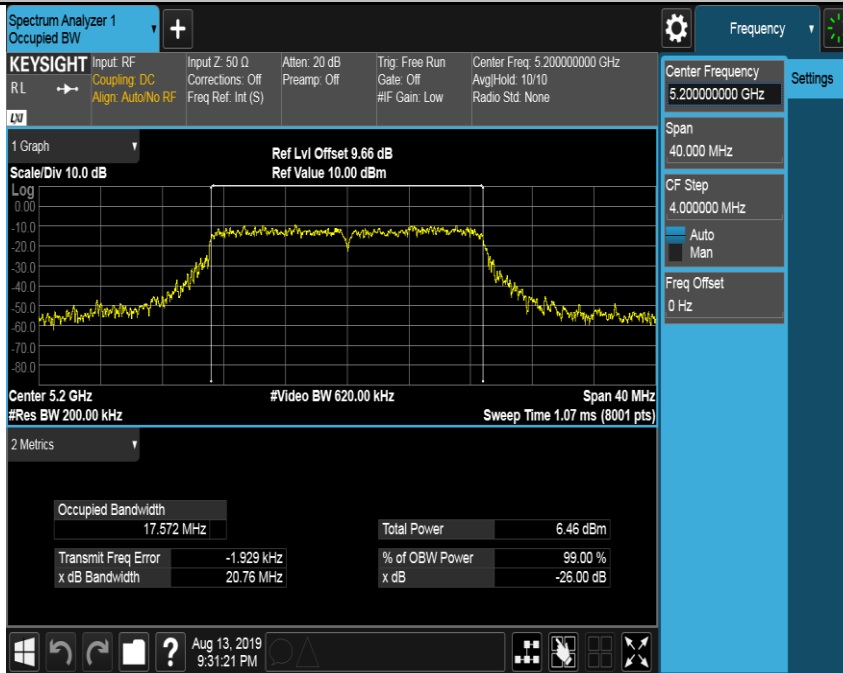 Spectrum Analyzer 1
Occupied BW
Frequency
KEYSIGHT
RL
LXI
Input: RF
Coupling: DC
Align: Auto/No RF
Input Z: 50 Ω
Corrections: Off
Freq Ref: Int (S)
Atten: 20 dB
Preamp: Off
Trig: Free Run
Gate: Off
#IF Gain: Low
Center Freq: 5.200000000 GHz
Avg|Hold: 10/10
Radio Std: None
Center Frequency
5.200000000 GHz
Settings
Span
40.000 MHz
CF Step
4.000000 MHz
Auto
Man
Freq Offset
0 Hz
1 Graph
Scale/Div 10.0 dB
Ref Lvl Offset 9.66 dB
Ref Value 10.00 dBm
Log
0.00
-10.0
-20.0
-30.0
-40.0
-50.0
-60.0
-70.0
-80.0
Center 5.2 GHz
#Video BW 620.00 kHz
Span 40 MHz
#Res BW 200.00 kHz
Sweep Time 1.07 ms (8001 pts)
2 Metrics
Occupied Bandwidth
17.572 MHz
Total Power 6.46 dBm
Transmit Freq Error -1.929 kHz
% of OBW Power 99.00 %
x dB Bandwidth 20.76 MHz
x dB -26.00 dB
?
Aug 13, 2019
9:31:21 PM